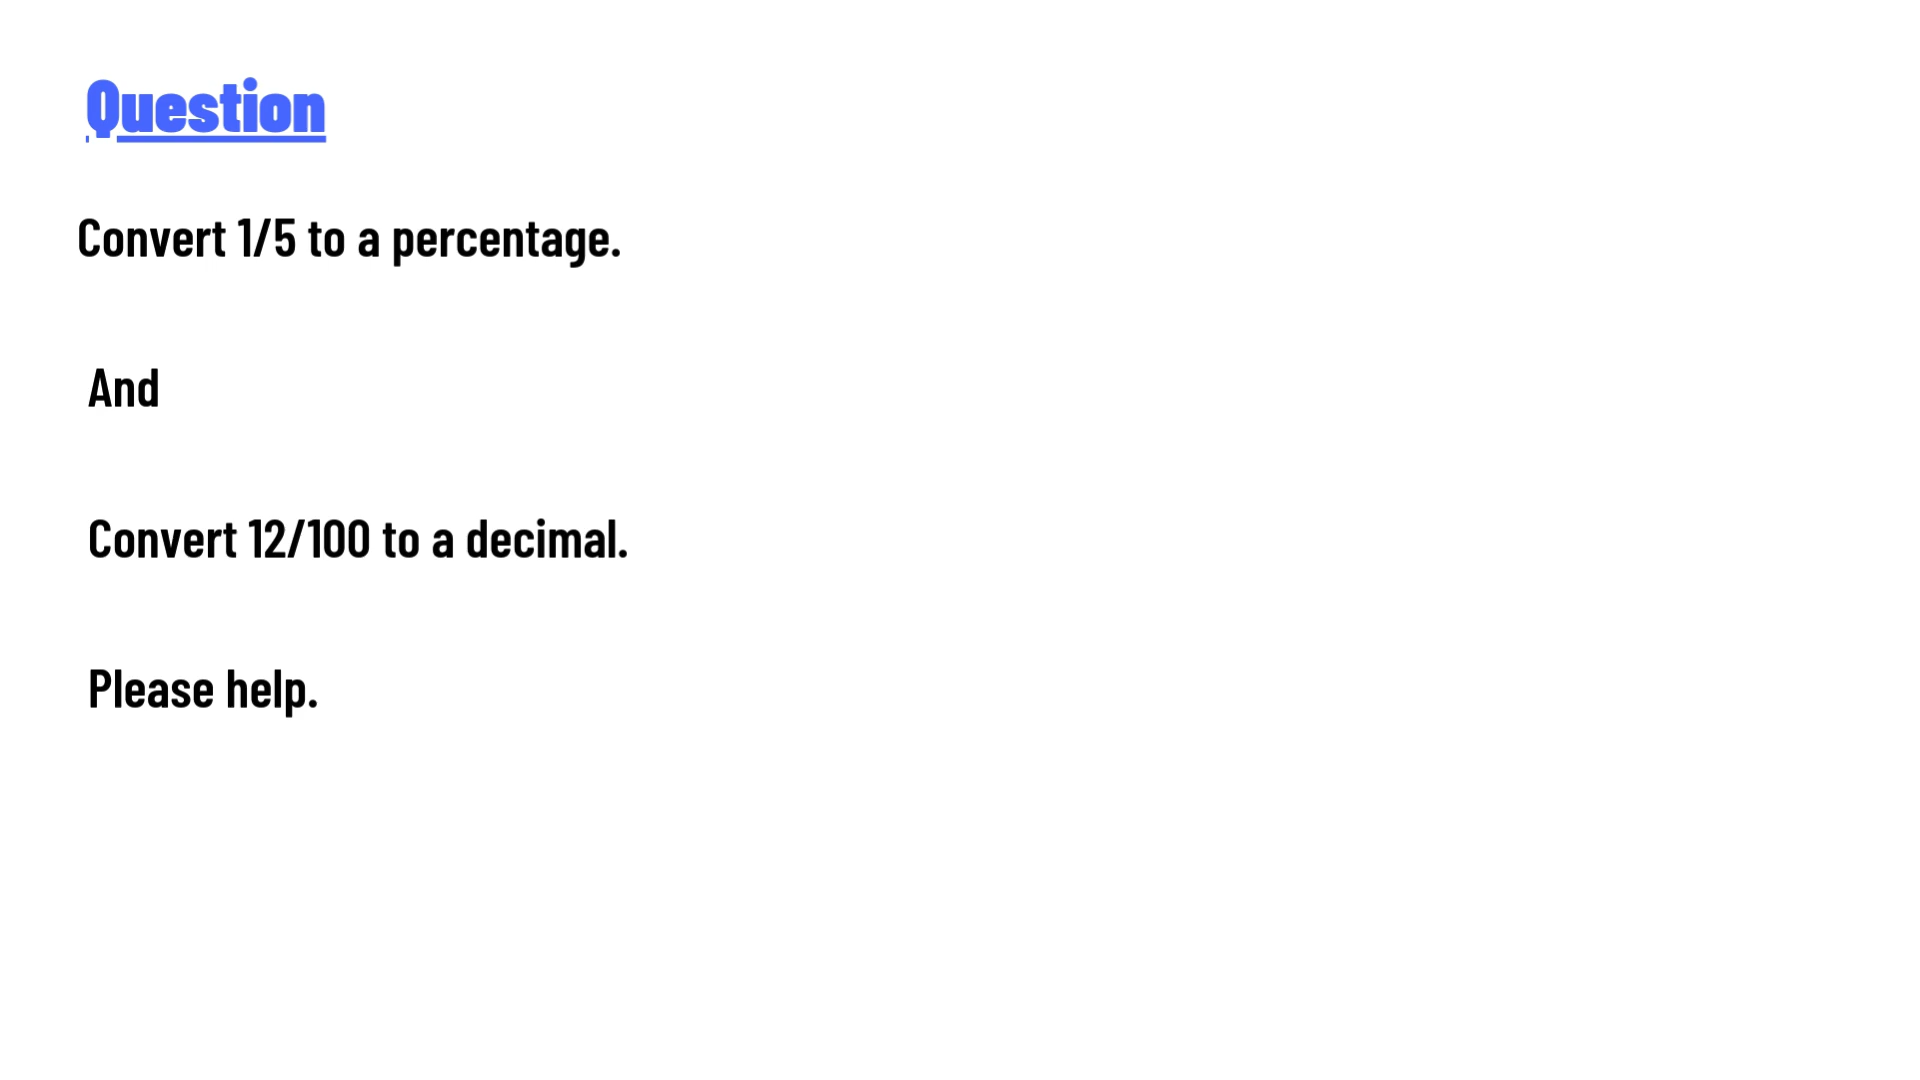 Question
Convert 1/5 to a percentage.
And
Convert 12/100 to a decimal.
Please help.